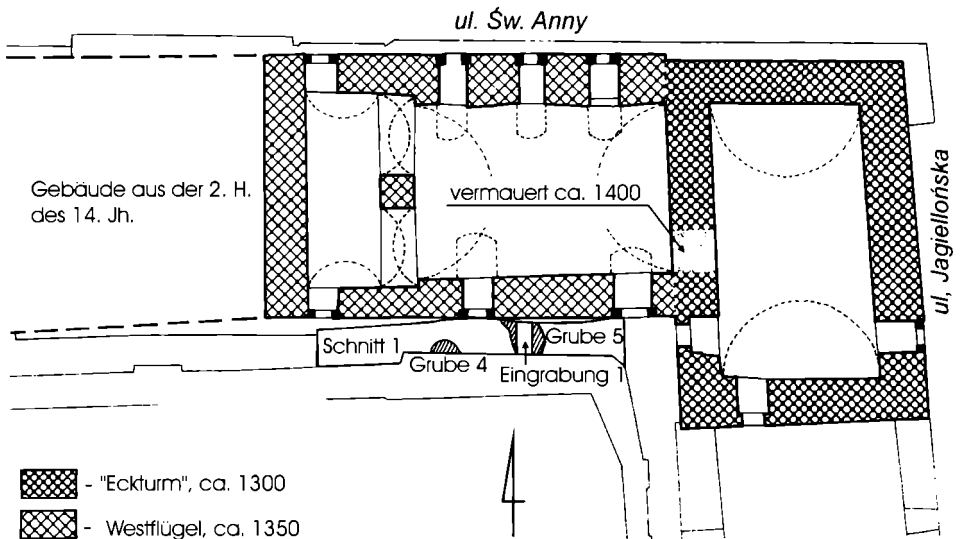 ul. Św. Anny
Gebäude aus der 2. H.
des 14. Jh.
vermauert ca. 1400
ul, Jagiellońska
Schnitt 1
Grube 5
Grube 4
Eingrabung 1
- "Eckturm", ca. 1300
- Westflügel, ca. 1350